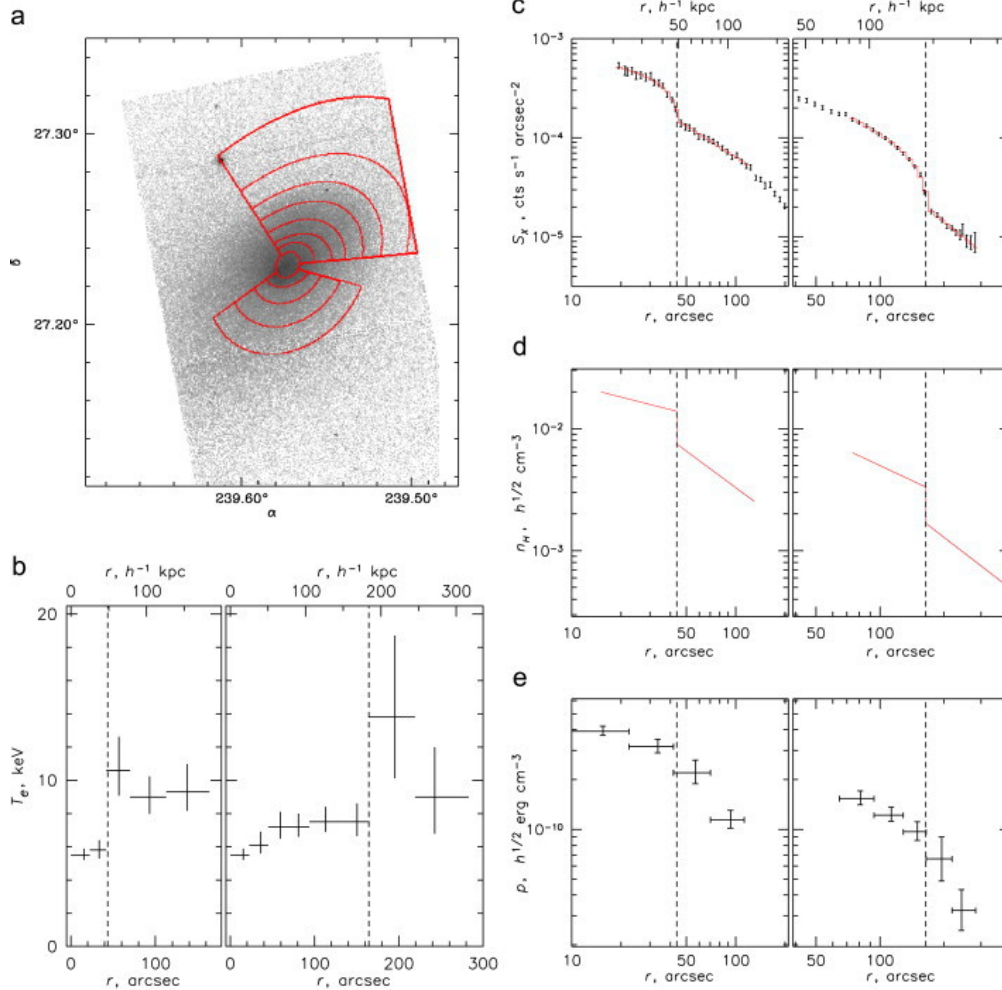 a
27.30°
27.20°
δ
239.60°
239.50°
α
b
r, h⁻¹ kpc
r, h⁻¹ kpc
0
100
0
100
200
300
20
10
0
Tₑ, keV
0
100
0
100
200
300
r, arcsec
r, arcsec
c
r, h⁻¹ kpc
r, h⁻¹ kpc
50
100
50
100
10⁻³
10⁻⁴
10⁻⁵
Sₓ, cts s⁻¹ arcsec⁻²
10
50
100
50
100
r, arcsec
r, arcsec
d
10⁻²
10⁻³
n_H, h^{1/2} cm⁻³
10
50
100
50
100
r, arcsec
r, arcsec
e
10⁻¹⁰
p, h^{1/2} erg cm⁻³
10
50
100
50
100
r, arcsec
r, arcsec